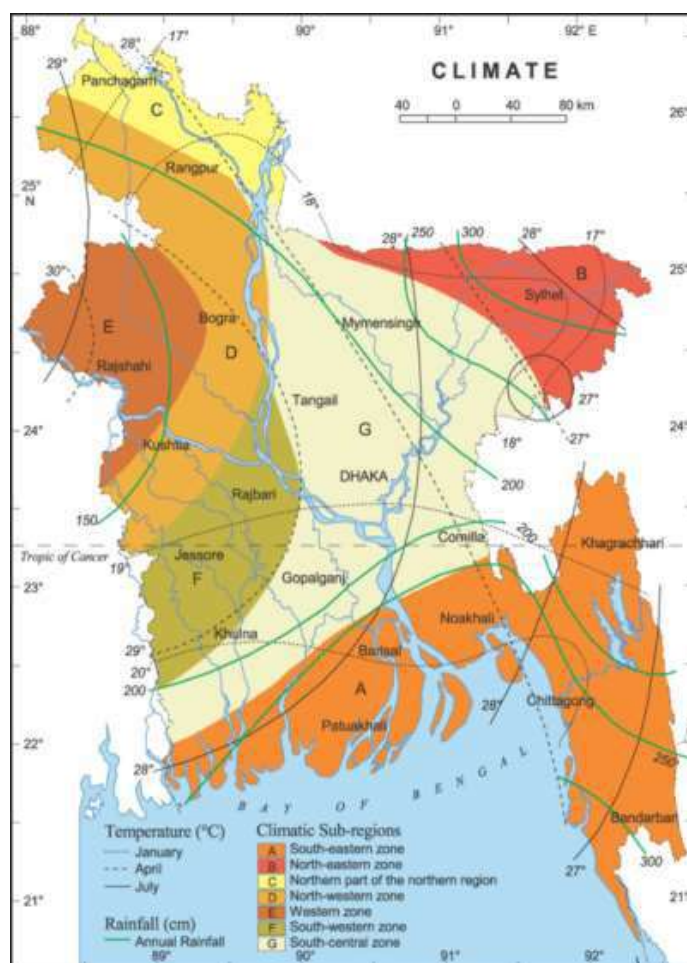 88°
90°
92° E
28°
17°
29°
Panchagarh
CLIMATE
40 0 40 80 km
26°
C
Rangpur
25°
N
18°
28°
250
300
28°
17°
25°
B
Sylhet
30°
E
Bogra
Mymensingh
Rajshahi
D
Tangail
27°
24°
G
18°
27°
24°
Kushtia
DHAKA
200
Rajbari
150
Comilla
200
Khagrachhari
Tropic of Cancer
Jessore
19°
23°
F
Gopalganj
Khulna
Noakhali
29°
20°
200
Barisal
A
Chittagong
28°
Patuakhali
22°
28°
250
BAY OF BENGAL
Bandarban
Temperature (°C)
January
April
July
Rainfall (cm)
Annual Rainfall
Climatic Sub-regions
A South-eastern zone
B North-eastern zone
C Northern part of the northern region
D North-western zone
E Western zone
F South-western zone
G South-central zone
27°
300
21°
89°
90
91°
92°